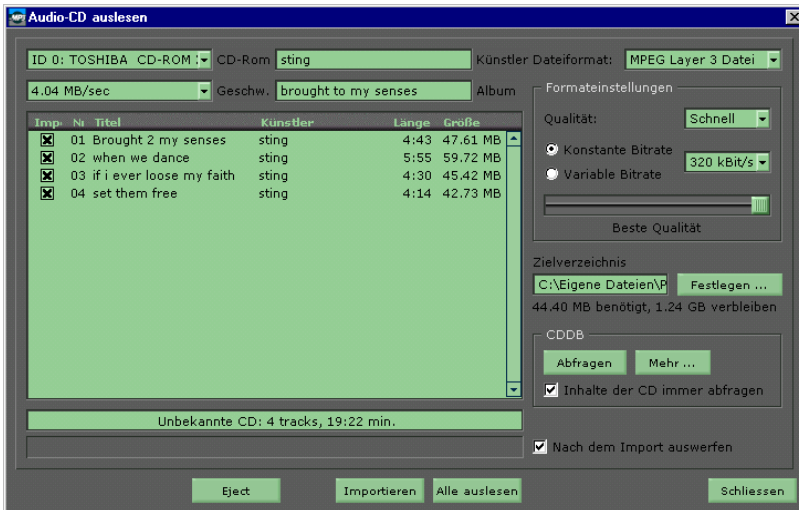 Audio-CD auslesen
ID 0: TOSHIBA CD-ROM CD-Rom sting Künstler Dateiformat: MPEG Layer 3 Datei
4.04 MB/sec Geschw. brought to my senses Album
Formateinstellungen
Imp Titel Künstler Länge Größe
01 Brought 2 my senses sting 4:43 47.61 MB
02 when we dance sting 5:55 59.72 MB
03 if i ever loose my faith sting 4:30 45.42 MB
04 set them free sting 4:14 42.73 MB
Unbekannte CD: 4 tracks, 19:22 min.
Qualität: Schnell
Konstante Bitrate
320 kBit/s
Variable Bitrate
Beste Qualität
Zielverzeichnis
C:\Eigene Dateien\P Festlegen ...
44.40 MB benötigt, 1.24 GB verbleiben
CDDB
Abfragen Mehr ...
Inhalte der CD immer abfragen
Nach dem Import auswerfen
Eject Importieren Alle auslesen Schliessen